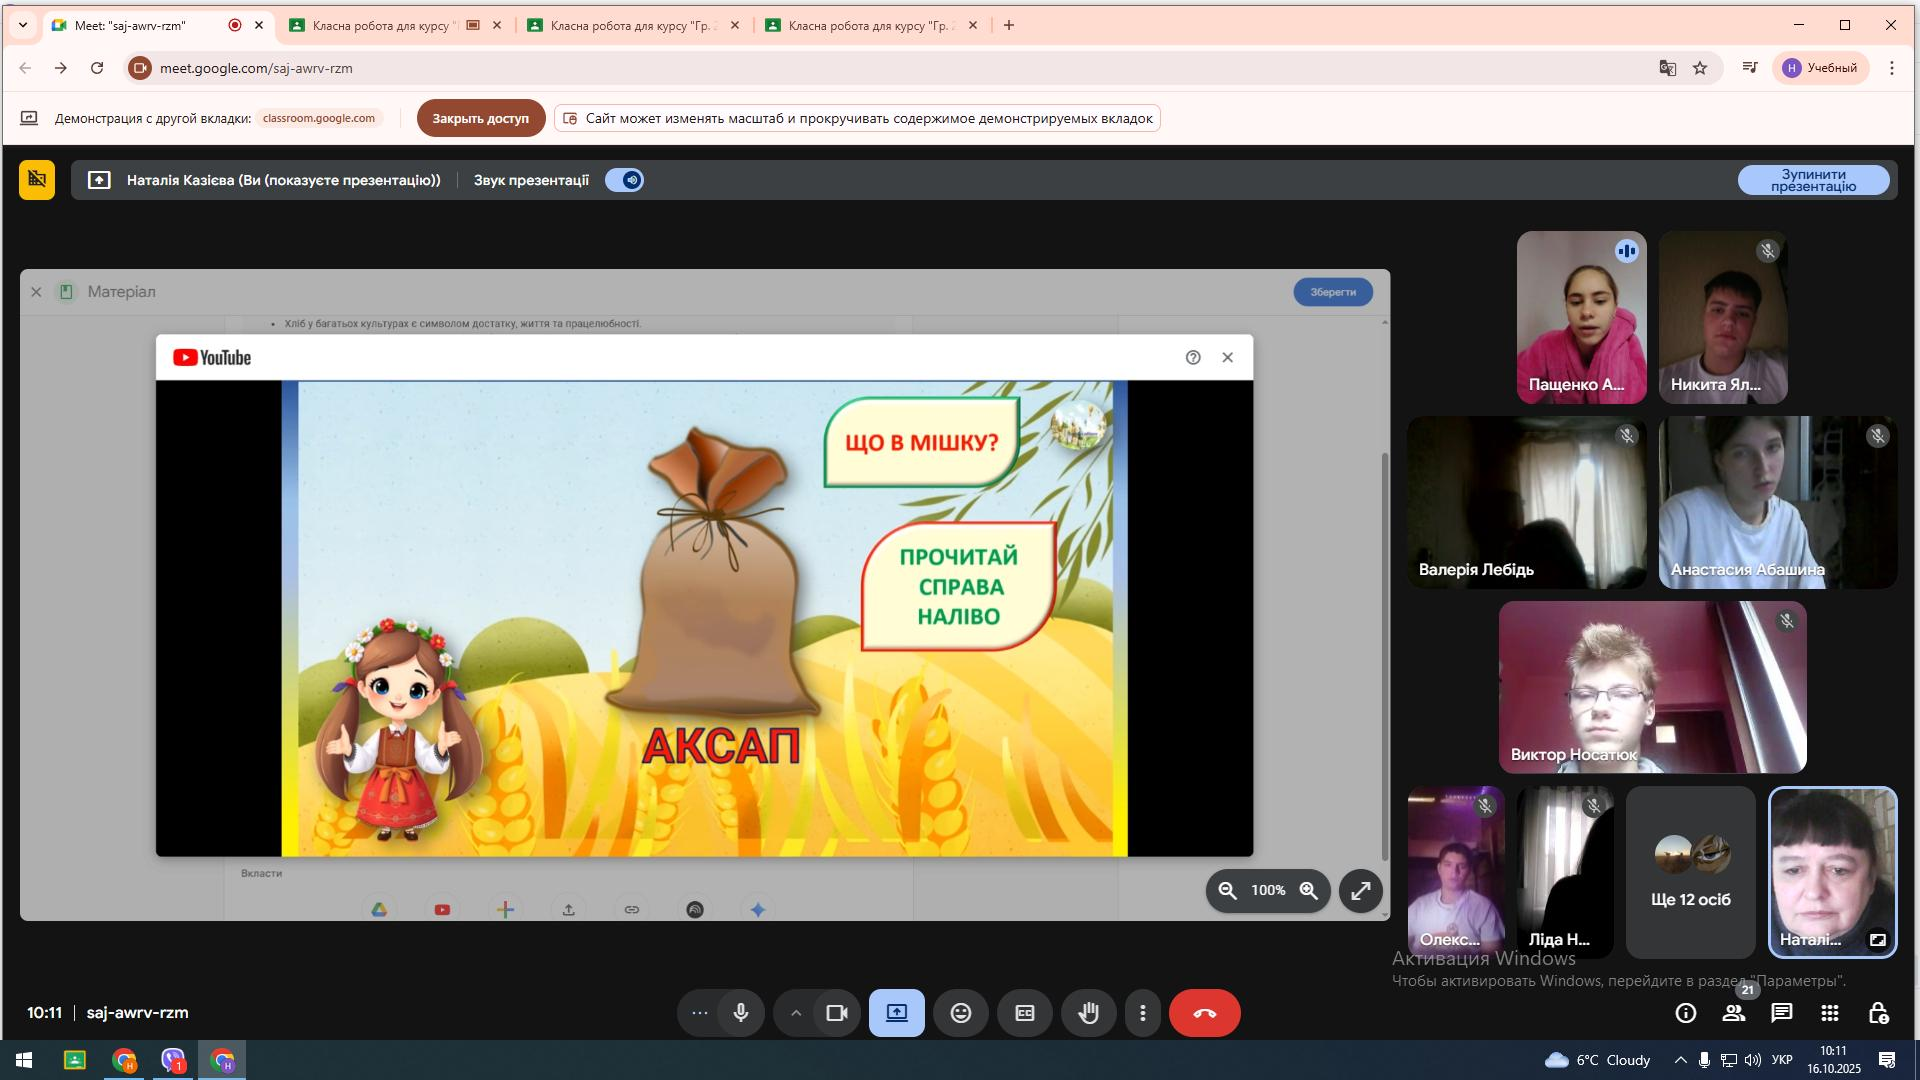 Meet: "saj-awrv-rzm"
Класна робота для курсу "
Класна робота для курсу "Гр. 2
Класна робота для курсу "Гр. 2
meet.google.com/saj-awrv-rzm
Н
Учебный
Демонстрация с другой вкладки:
classroom.google.com
Закрыть доступ
Сайт может изменять масштаб и прокручивать содержимое демонстрируемых вкладок
Наталія Казієва (Ви (показуєте презентацію))
Звук презентації
Зупинити
презентацію
Матеріал
Зберегти
Хліб у багатьох культурах є символом достатку, життя та працелюбності.
YouTube
ЩО В МІШКУ?
ПРОЧИТАЙ
СПРАВА
НАЛІВО
АКСАП
Вкласти
100%
Пащенко А...
Никита Ял...
Валерія Лебідь
Анастасия Абашина
Виктор Носатюк
Олекс...
Ліда Н...
Ще 12 осіб
Наталі...
Активация Windows
Чтобы активировать Windows, перейдите в раздел "Параметры".
10:11
saj-awrv-rzm
CC
21
1
6°C Cloudy
УКР
10:11
16.10.2025